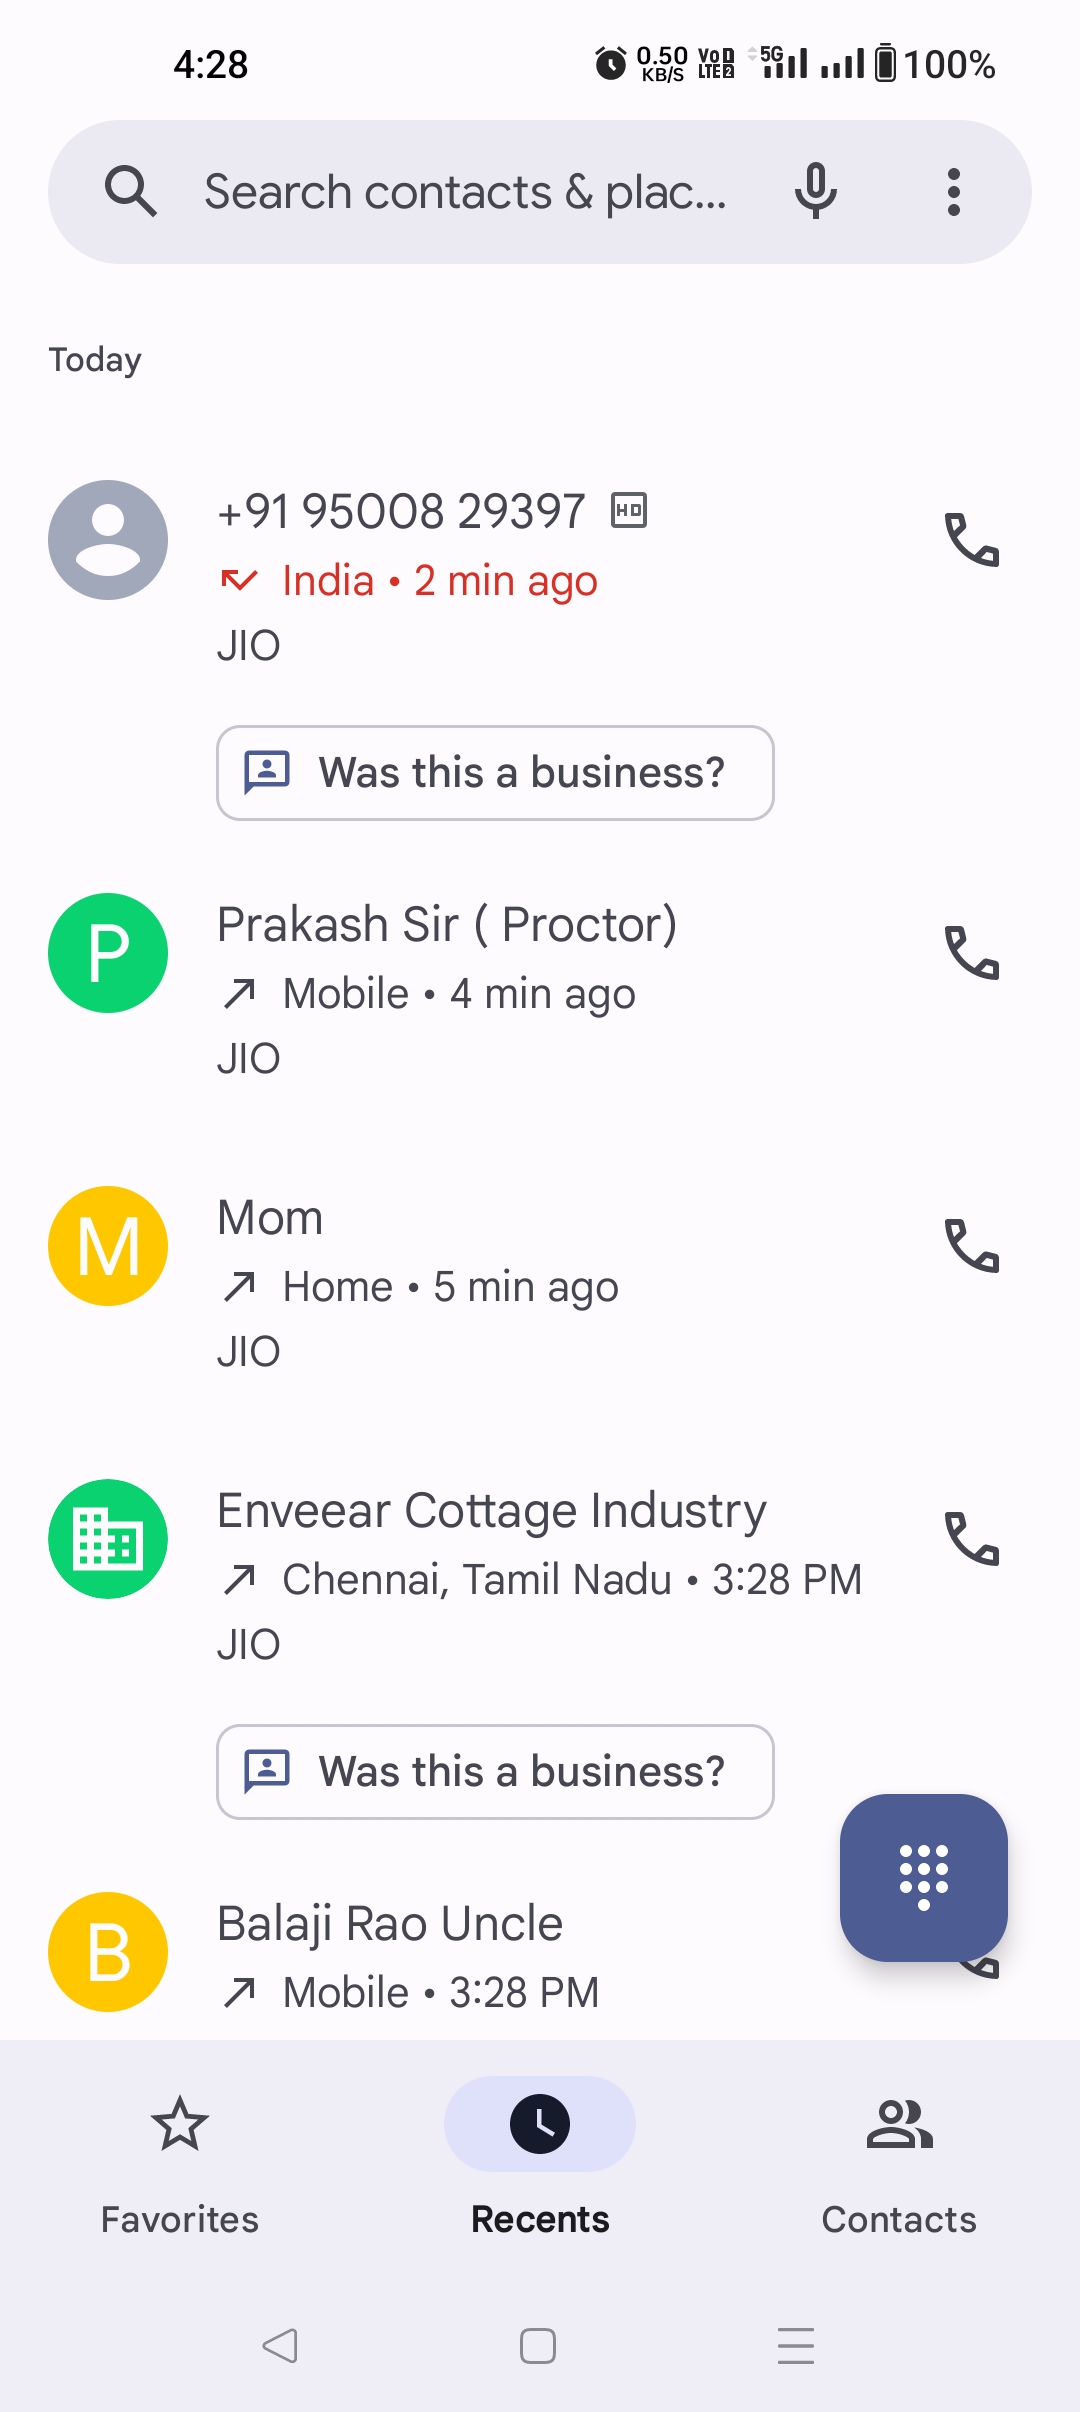 4:28
0.50 KB/S VoD LTE 2 5G 100%
Search contacts & plac...
Today
+91 95008 29397 HD
India • 2 min ago
JIO
Was this a business?
P
Prakash Sir ( Proctor)
Mobile • 4 min ago
JIO
M
Mom
Home • 5 min ago
JIO
Enveear Cottage Industry
Chennai, Tamil Nadu • 3:28 PM
JIO
Was this a business?
B
Balaji Rao Uncle
Mobile • 3:28 PM
Favorites Recents Contacts